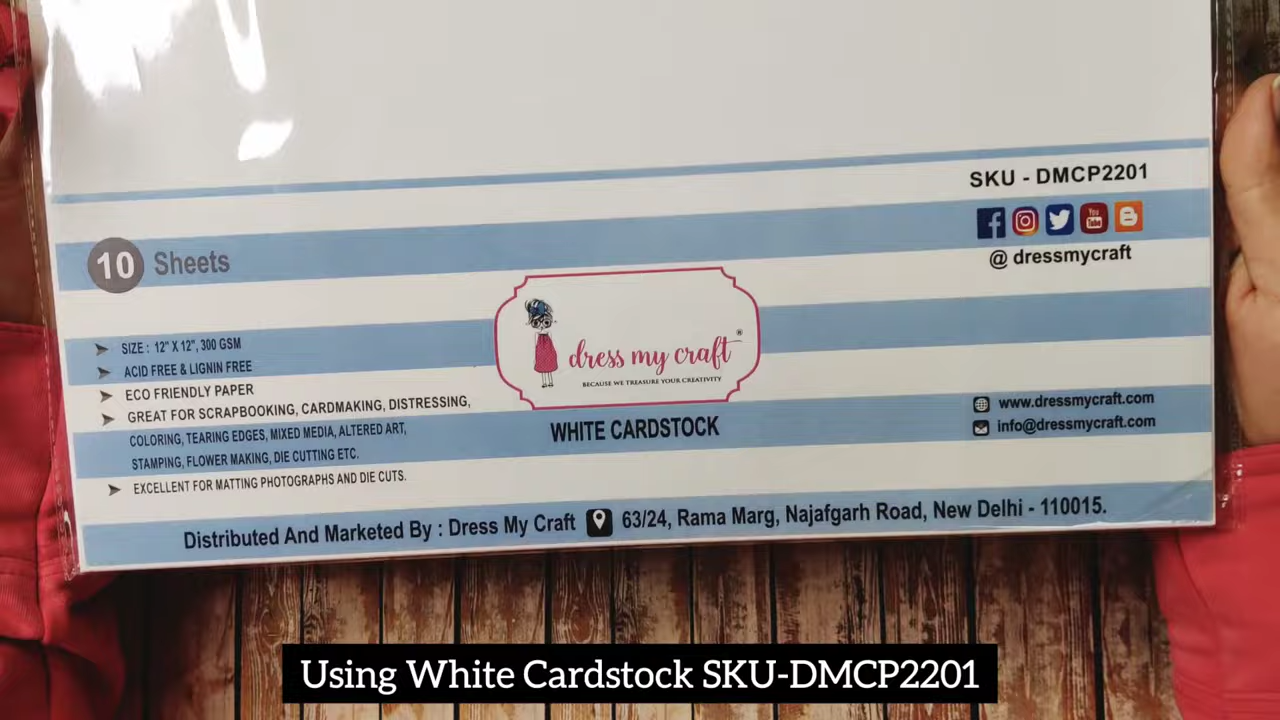 SKU - DMCP2201
You
Tube
@ dressmycraft
10 Sheets
SIZE : 12" X 12", 300 GSM
ACID FREE & LIGNIN FREE
ECO FRIENDLY PAPER
GREAT FOR SCRAPBOOKING, CARDMAKING, DISTRESSING,
COLORING, TEARING EDGES, MIXED MEDIA, ALTERED ART,
STAMPING, FLOWER MAKING, DIE CUTTING ETC.
EXCELLENT FOR MATTING PHOTOGRAPHS AND DIE CUTS.
dress my craft ®
BECAUSE WE TREASURE YOUR CREATIVITY
WHITE CARDSTOCK
www.dressmycraft.com
info@dressmycraft.com
Distributed And Marketed By : Dress My Craft 63/24, Rama Marg, Najafgarh Road, New Delhi - 110015.
Using White Cardstock SKU-DMCP2201